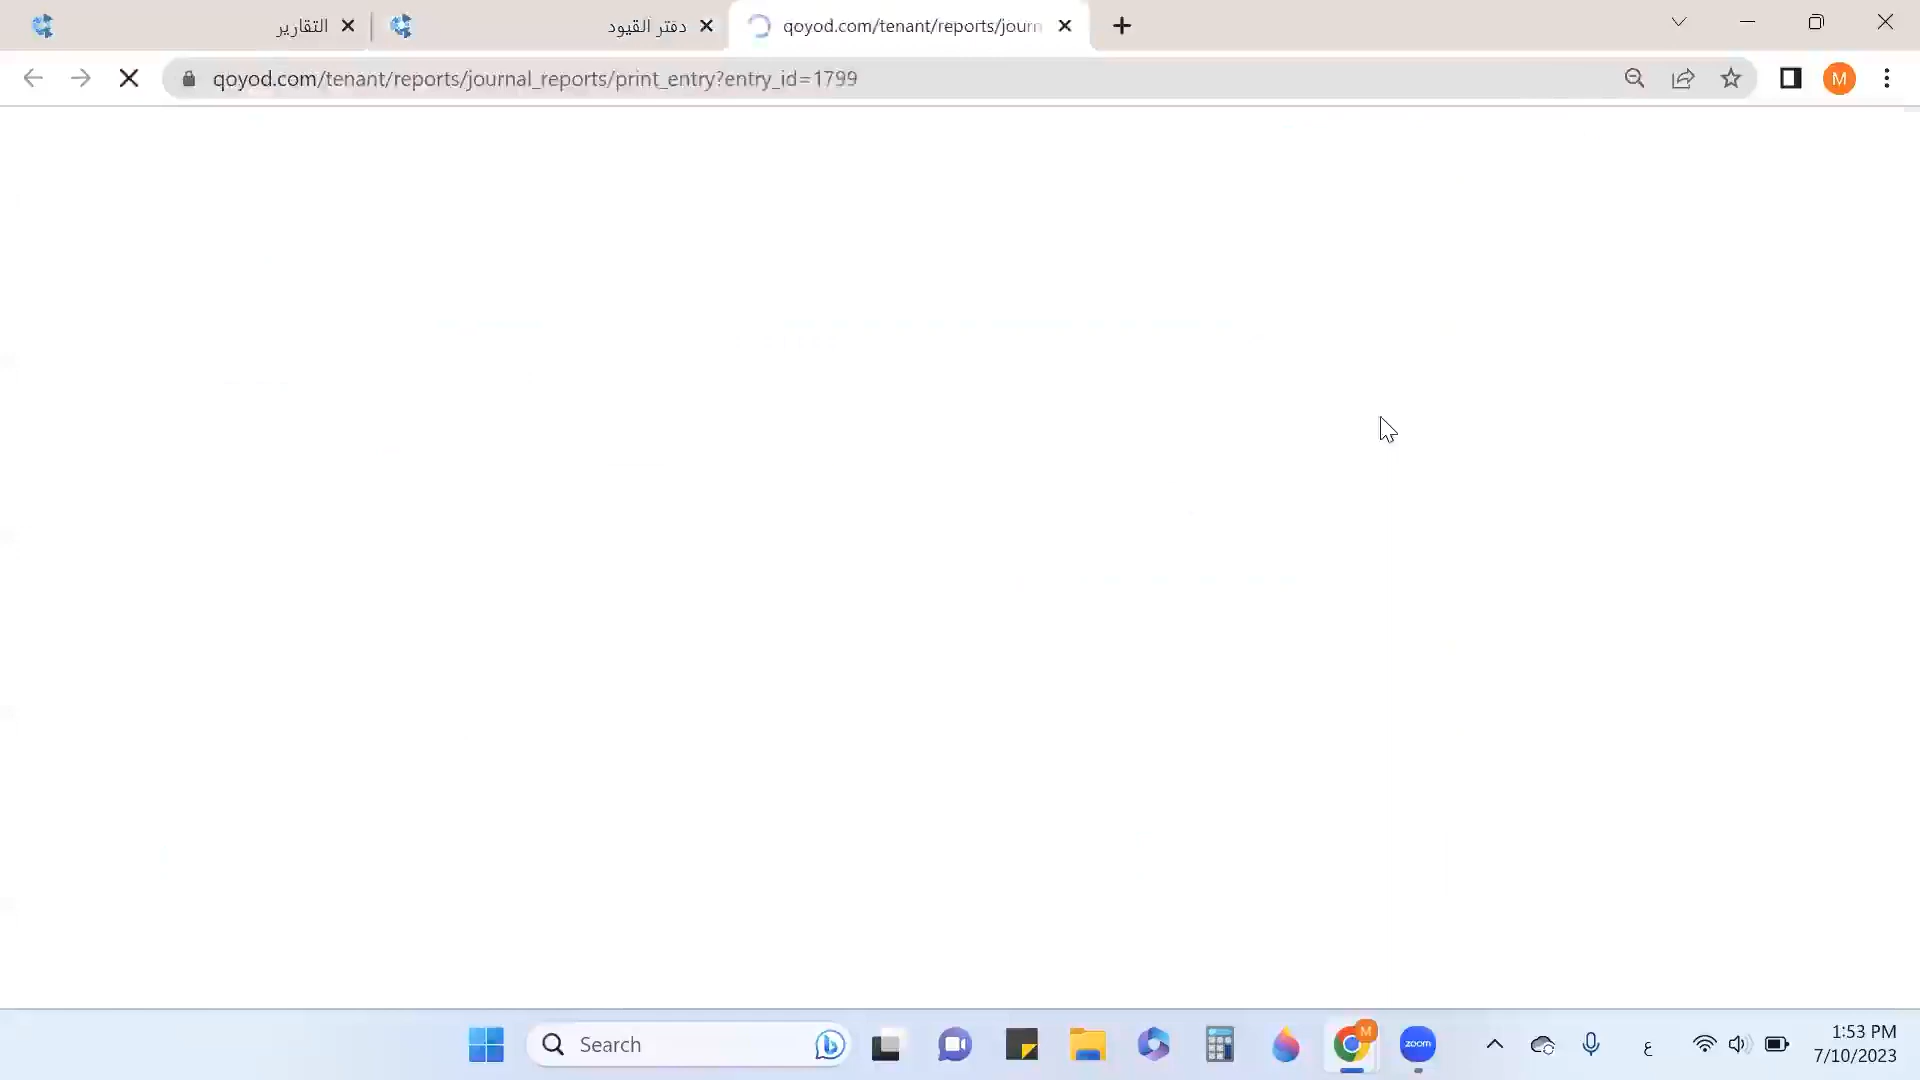 التقارير
دفتر القيود
qoyod.com/tenant/reports/journ
qoyod.com/tenant/reports/journal_reports/print_entry?entry_id=1799
M
Search
M
zoom
ع
1:53 PM
7/10/2023